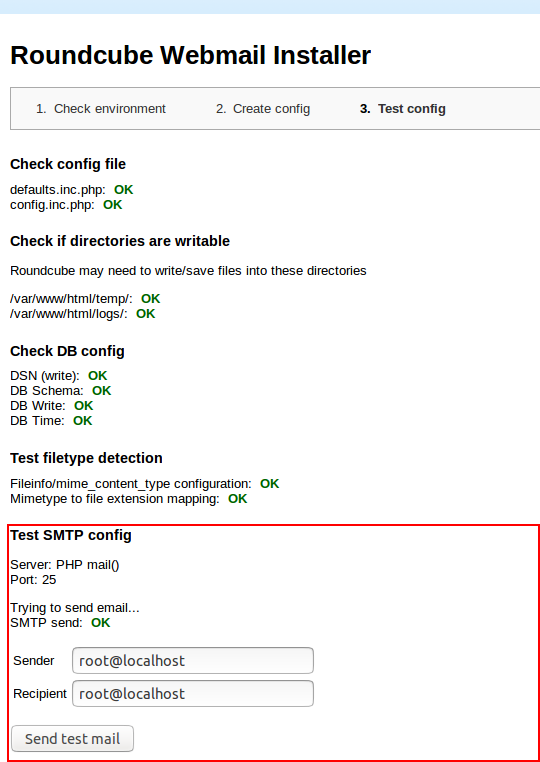 Roundcube Webmail Installer
1. Check environment 2. Create config 3. Test config
Check config file
defaults.inc.php: OK
config.inc.php: OK
Check if directories are writable
Roundcube may need to write/save files into these directories
/var/www/html/temp/: OK
/var/www/html/logs/: OK
Check DB config
DSN (write): OK
DB Schema: OK
DB Write: OK
DB Time: OK
Test filetype detection
Fileinfo/mime_content_type configuration: OK
Mimetype to file extension mapping: OK
Test SMTP config
Server: PHP mail()
Port: 25
Trying to send email...
SMTP send: OK
Sender root@localhost
Recipient root@localhost
Send test mail